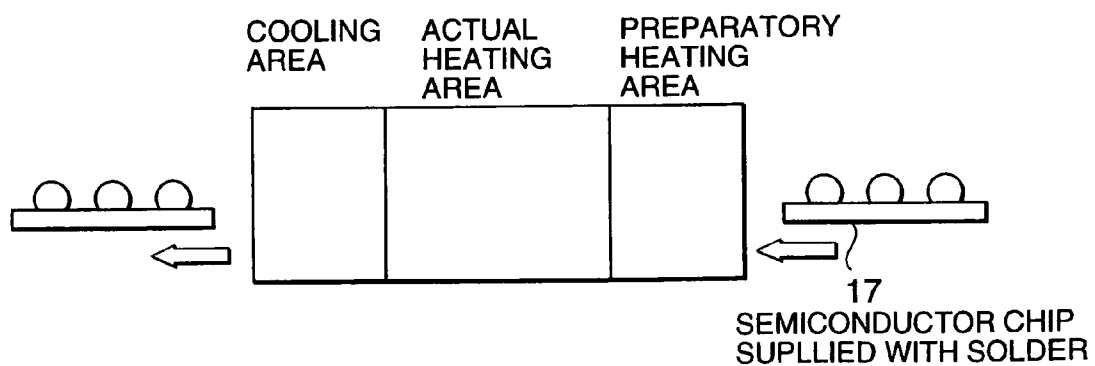 COOLING
AREA
ACTUAL
HEATING
AREA
PREPARATORY
HEATING
AREA
17
SEMICONDUCTOR CHIP
SUPLLIED WITH SOLDER